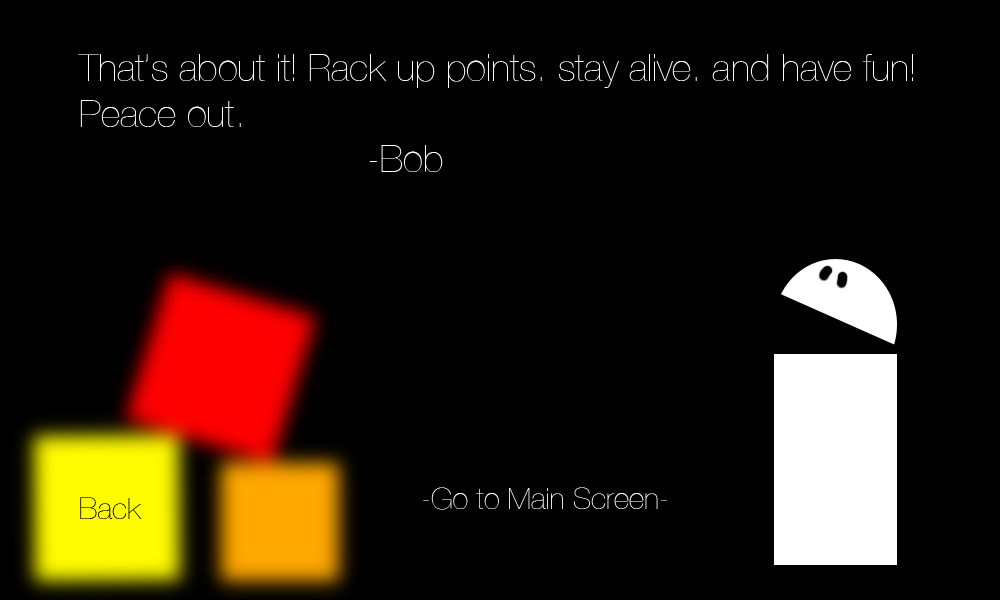 That's about it! Rack up points. stay alive. and have fun!
Peace out.
-Bob
-Go to Main Screen-
Back